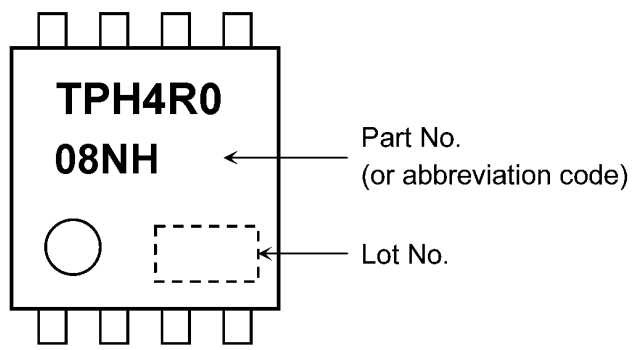 TPH4R0
08NH
Part No.
(or abbreviation code)
Lot No.